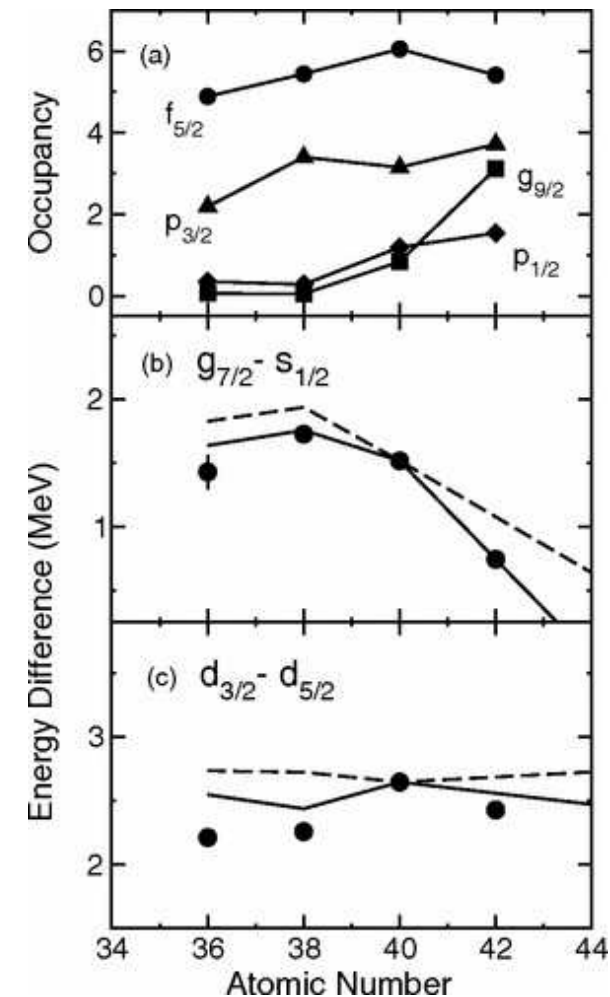 (a)
6
4
2
0
Occupancy
f5/2
p3/2
g9/2
p1/2
(b) g7/2- s1/2
2
1
Energy Difference (MeV)
(c) d3/2- d5/2
3
2
34 36 38 40 42 44
Atomic Number